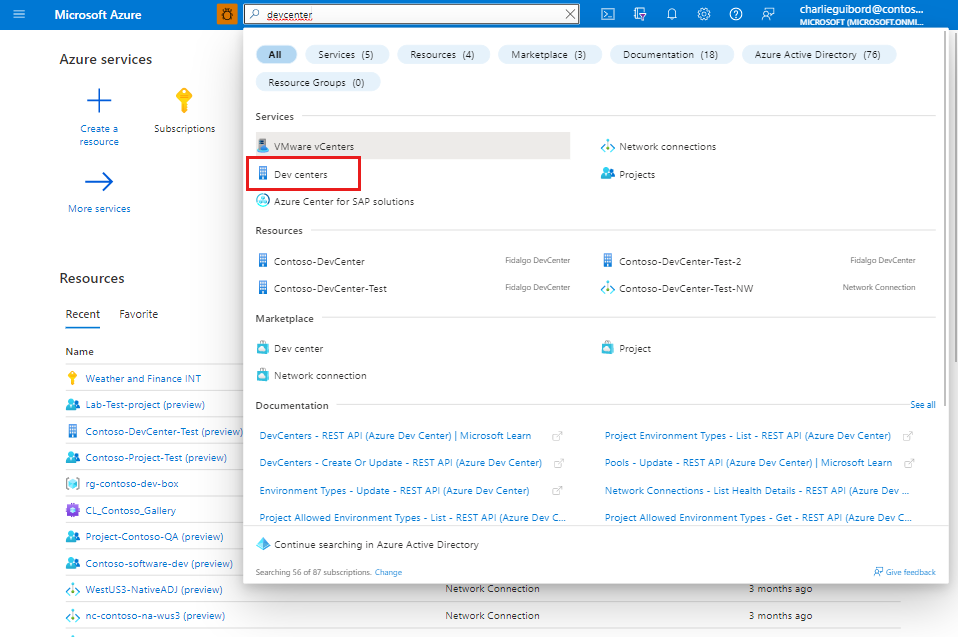 Microsoft Azure
devcenter
charlieguibord@contos...
MICROSOFT (MICROSOFT.ONMI...
Azure services
Create a
resource
Subscriptions
More services
All
Services (5)
Resources (4)
Marketplace (3)
Documentation (18)
Azure Active Directory (76)
Resource Groups (0)
Services
VMware vCenters
Network connections
Dev centers
Projects
Azure Center for SAP solutions
Resources
Contoso-DevCenter Fidalgo DevCenter
Contoso-DevCenter-Test-2 Fidalgo DevCenter
Contoso-DevCenter-Test Fidalgo DevCenter
Contoso-DevCenter-Test-NW Network Connection
Marketplace
Dev center
Project
Network connection
Documentation
See all
DevCenters - REST API (Azure Dev Center) | Microsoft Learn
Project Environment Types - List - REST API (Azure Dev Center)
DevCenters - Create Or Update - REST API (Azure Dev Center)
Pools - Update - REST API (Azure Dev Center) | Microsoft Learn
Environment Types - Update - REST API (Azure Dev Center)
Network Connections - List Health Details - REST API (Azure Dev ...
Project Allowed Environment Types - List - REST API (Azure Dev C...
Project Allowed Environment Types - Get - REST API (Azure Dev C...
Continue searching in Azure Active Directory
Searching 56 of 87 subscriptions. Change
Give feedback
Resources
Recent
Favorite
Name
Weather and Finance INT
Lab-Test-project (preview)
Contoso-DevCenter-Test (preview)
Contoso-Project-Test (preview)
rg-contoso-dev-box
CL_Contoso_Gallery
Project-Contoso-QA (preview)
Contoso-software-dev (preview)
WestUS3-NativeADJ (preview) Network Connection 3 months ago
nc-contoso-na-wus3 (preview) Network Connection 3 months ago